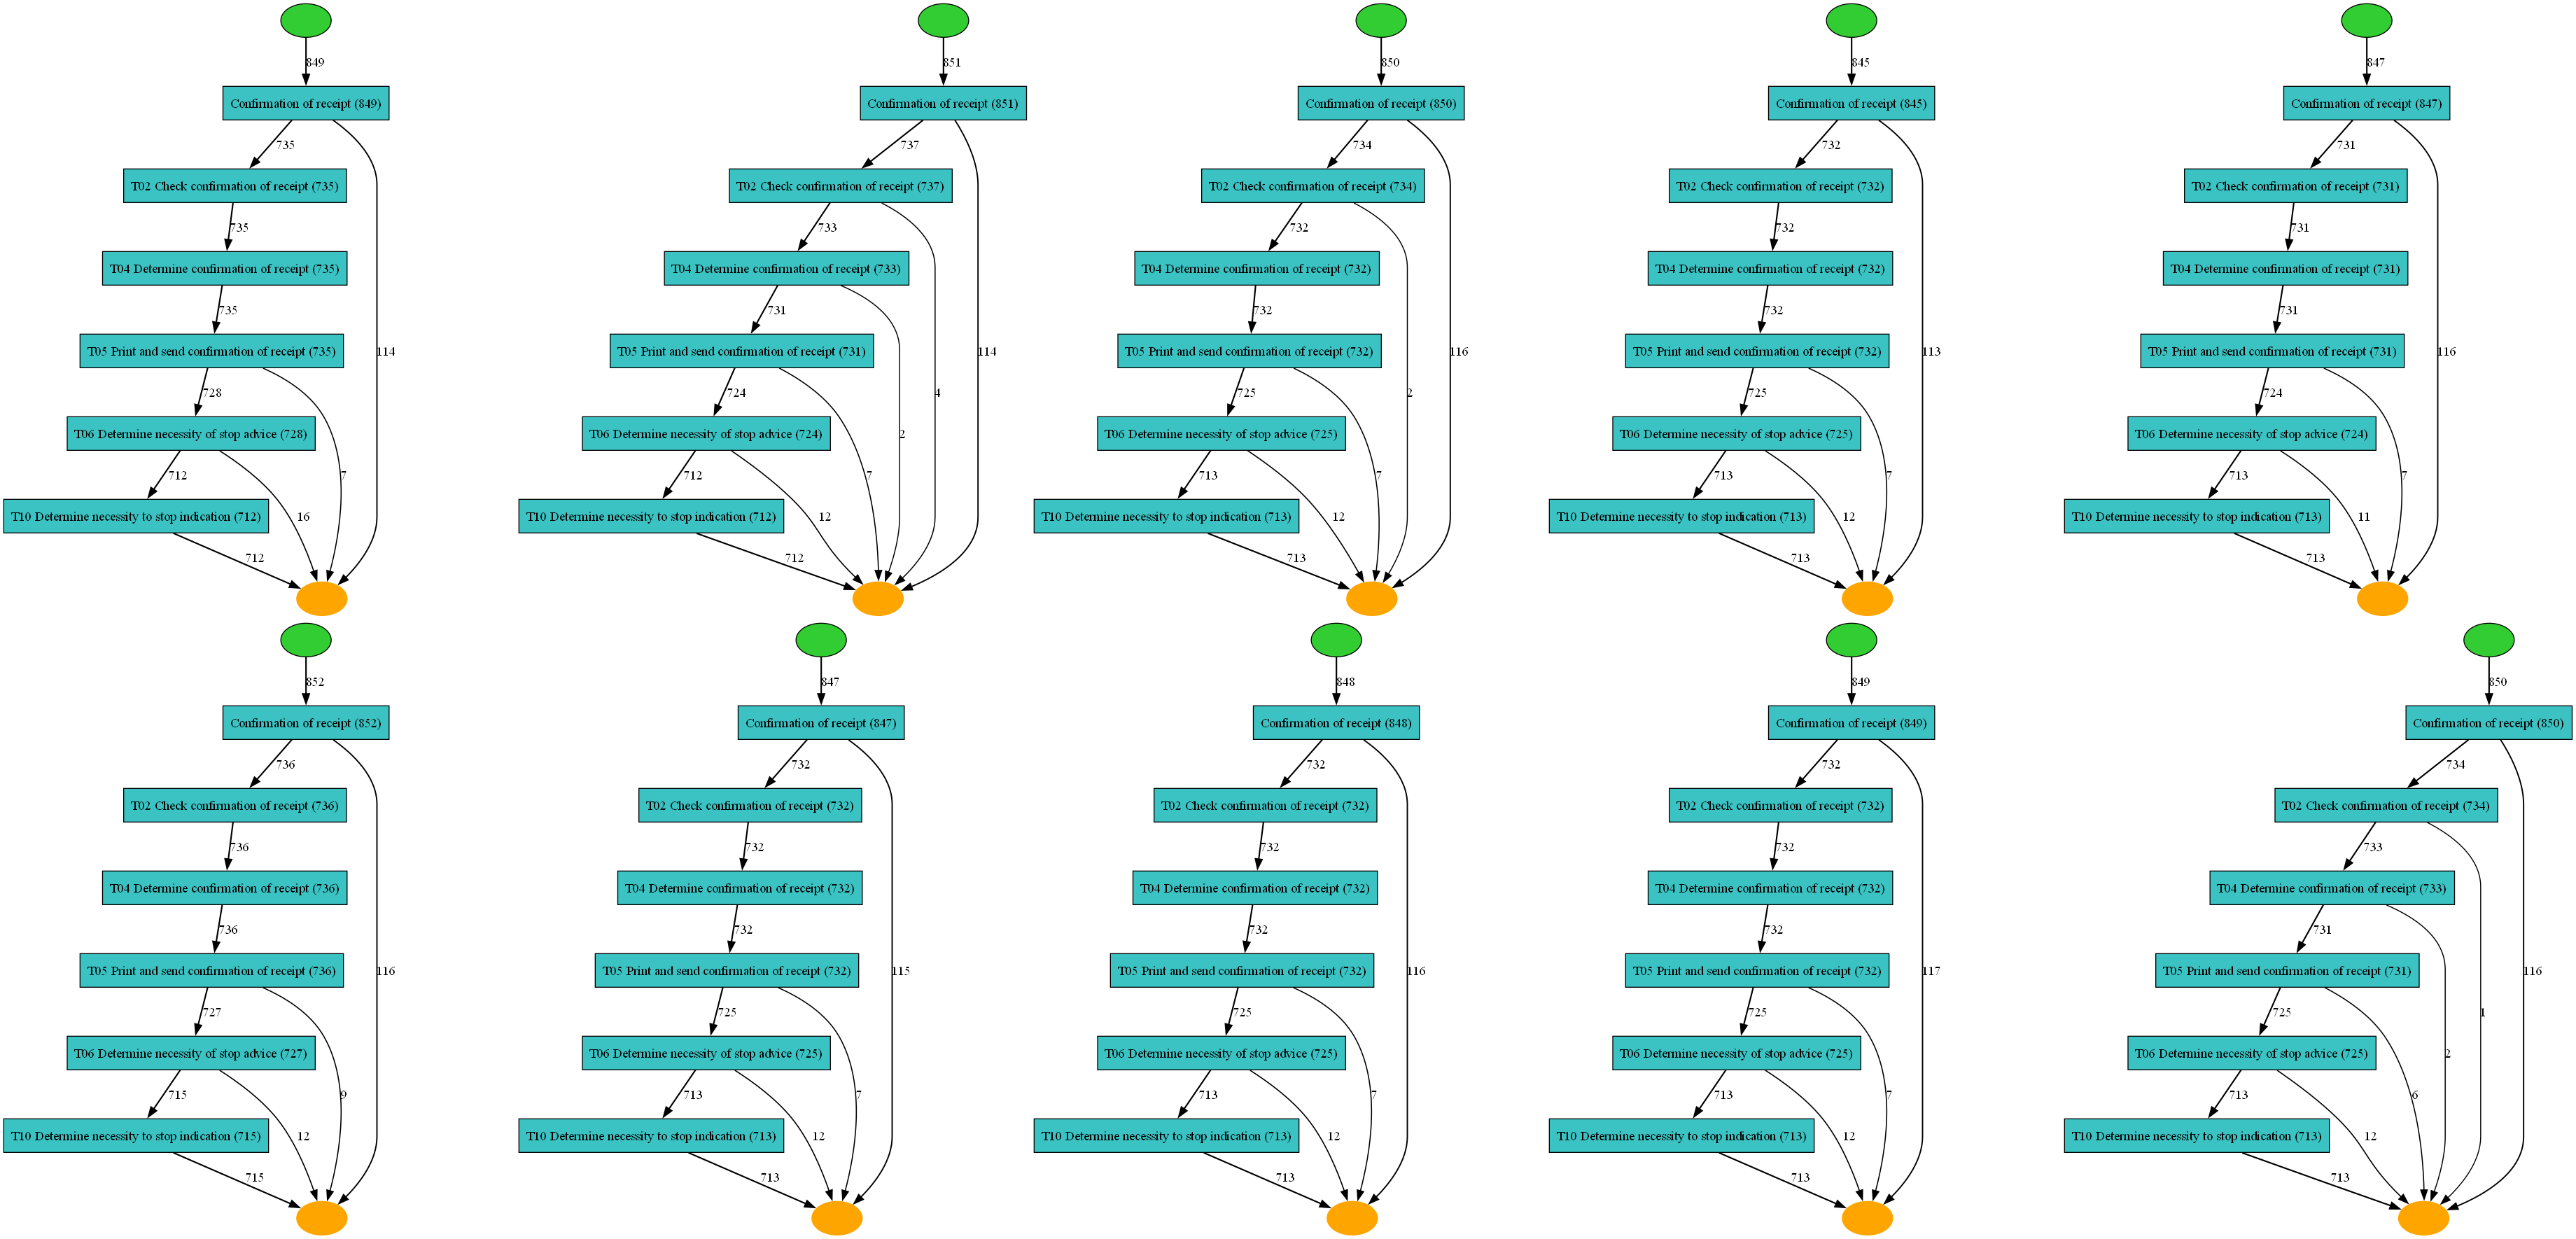 849
Confirmation of receipt (849)
735
T02 Check confirmation of receipt (735)
735
T04 Determine confirmation of receipt (735)
735
T05 Print and send confirmation of receipt (735)
114
728
T06 Determine necessity of stop advice (728)
7
712
T10 Determine necessity to stop indication (712)
16
712
851
Confirmation of receipt (851)
737
T02 Check confirmation of receipt (737)
733
T04 Determine confirmation of receipt (733)
731
T05 Print and send confirmation of receipt (731)
114
724
4
T06 Determine necessity of stop advice (724)
2
712
7
T10 Determine necessity to stop indication (712)
12
712
850
Confirmation of receipt (850)
734
T02 Check confirmation of receipt (734)
732
T04 Determine confirmation of receipt (732)
732
T05 Print and send confirmation of receipt (732)
116
725
2
T06 Determine necessity of stop advice (725)
713
7
T10 Determine necessity to stop indication (713)
12
713
845
Confirmation of receipt (845)
732
T02 Check confirmation of receipt (732)
732
T04 Determine confirmation of receipt (732)
732
T05 Print and send confirmation of receipt (732)
113
725
T06 Determine necessity of stop advice (725)
713
7
T10 Determine necessity to stop indication (713)
12
713
847
Confirmation of receipt (847)
731
T02 Check confirmation of receipt (731)
731
T04 Determine confirmation of receipt (731)
731
T05 Print and send confirmation of receipt (731)
116
724
T06 Determine necessity of stop advice (724)
713
7
T10 Determine necessity to stop indication (713)
11
713
852
Confirmation of receipt (852)
736
T02 Check confirmation of receipt (736)
736
T04 Determine confirmation of receipt (736)
736
T05 Print and send confirmation of receipt (736)
116
727
T06 Determine necessity of stop advice (727)
715
9
T10 Determine necessity to stop indication (715)
12
715
847
Confirmation of receipt (847)
732
T02 Check confirmation of receipt (732)
732
T04 Determine confirmation of receipt (732)
732
T05 Print and send confirmation of receipt (732)
115
725
T06 Determine necessity of stop advice (725)
713
7
T10 Determine necessity to stop indication (713)
12
713
848
Confirmation of receipt (848)
732
T02 Check confirmation of receipt (732)
732
T04 Determine confirmation of receipt (732)
732
T05 Print and send confirmation of receipt (732)
116
725
T06 Determine necessity of stop advice (725)
713
7
T10 Determine necessity to stop indication (713)
12
713
849
Confirmation of receipt (849)
732
T02 Check confirmation of receipt (732)
732
T04 Determine confirmation of receipt (732)
732
T05 Print and send confirmation of receipt (732)
117
725
T06 Determine necessity of stop advice (725)
713
7
T10 Determine necessity to stop indication (713)
12
713
850
Confirmation of receipt (850)
734
T02 Check confirmation of receipt (734)
733
T04 Determine confirmation of receipt (733)
731
T05 Print and send confirmation of receipt (731)
116
725
1
T06 Determine necessity of stop advice (725)
2
713
6
T10 Determine necessity to stop indication (713)
12
713